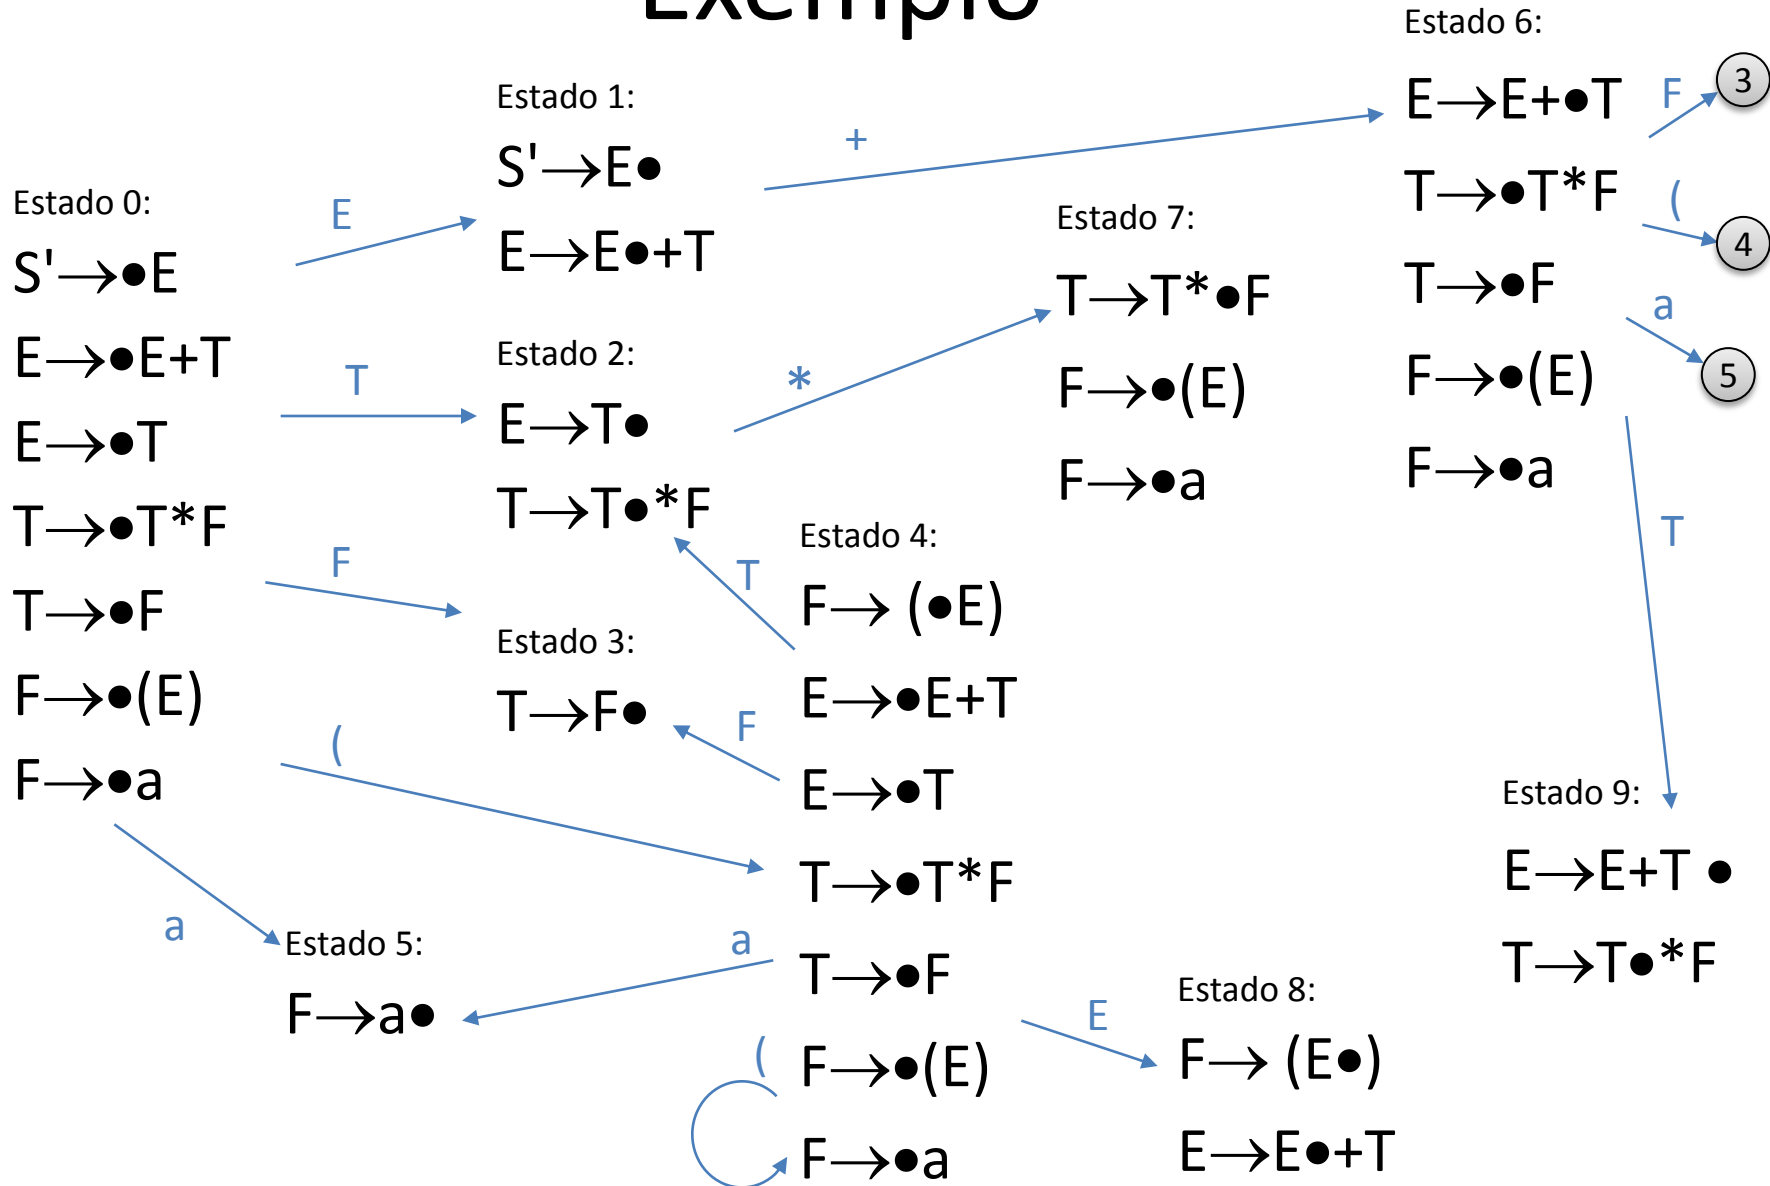 Exemplo
Estado 0:
S'→●E
E→●E+T
E→●T
T→●T*F
T→●F
F→●(E)
F→●a
E
T
F
(
a
Estado 1:
S'→E●
E→E●+T
+
Estado 2:
E→T●
T→T●*F
*
Estado 3:
T→F●
Estado 4:
F→ (●E)
E→●E+T
E→●T
T→●T*F
T→●F
F→●(E)
F→●a
T
F
a
(
E
Estado 5:
F→a●
Estado 6:
E→E+●T
T→●T*F
T→●F
F→●(E)
F→●a
F
3
(
4
a
5
T
Estado 7:
T→T*●F
F→●(E)
F→●a
Estado 8:
F→ (E●)
E→E●+T
Estado 9:
E→E+T ●
T→T●*F